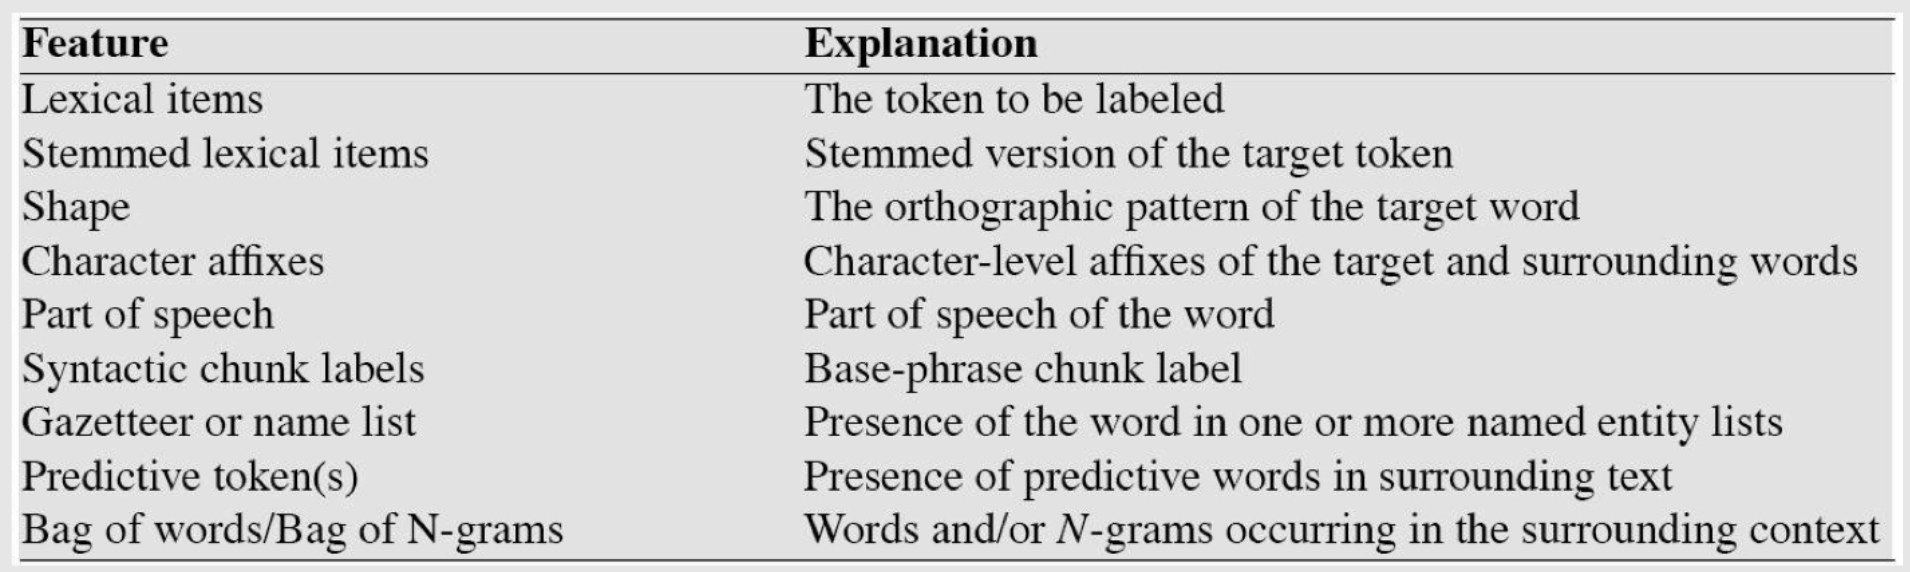 Feature Explanation
Lexical items The token to be labeled
Stemmed lexical items Stemmed version of the target token
Shape The orthographic pattern of the target word
Character affixes Character-level affixes of the target and surrounding words
Part of speech Part of speech of the word
Syntactic chunk labels Base-phrase chunk label
Gazetteer or name list Presence of the word in one or more named entity lists
Predictive token(s) Presence of predictive words in surrounding text
Bag of words/Bag of N-grams Words and/or N-grams occurring in the surrounding context